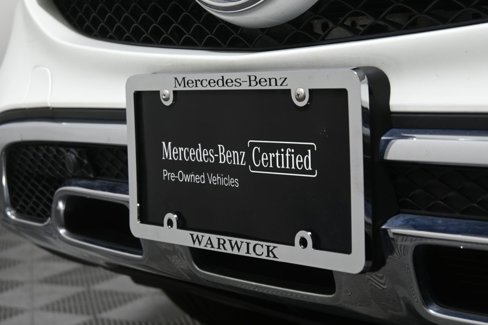 Mercedes-Benz
Mercedes-Benz Certified
Pre-Owned Vehicles
WARWICK